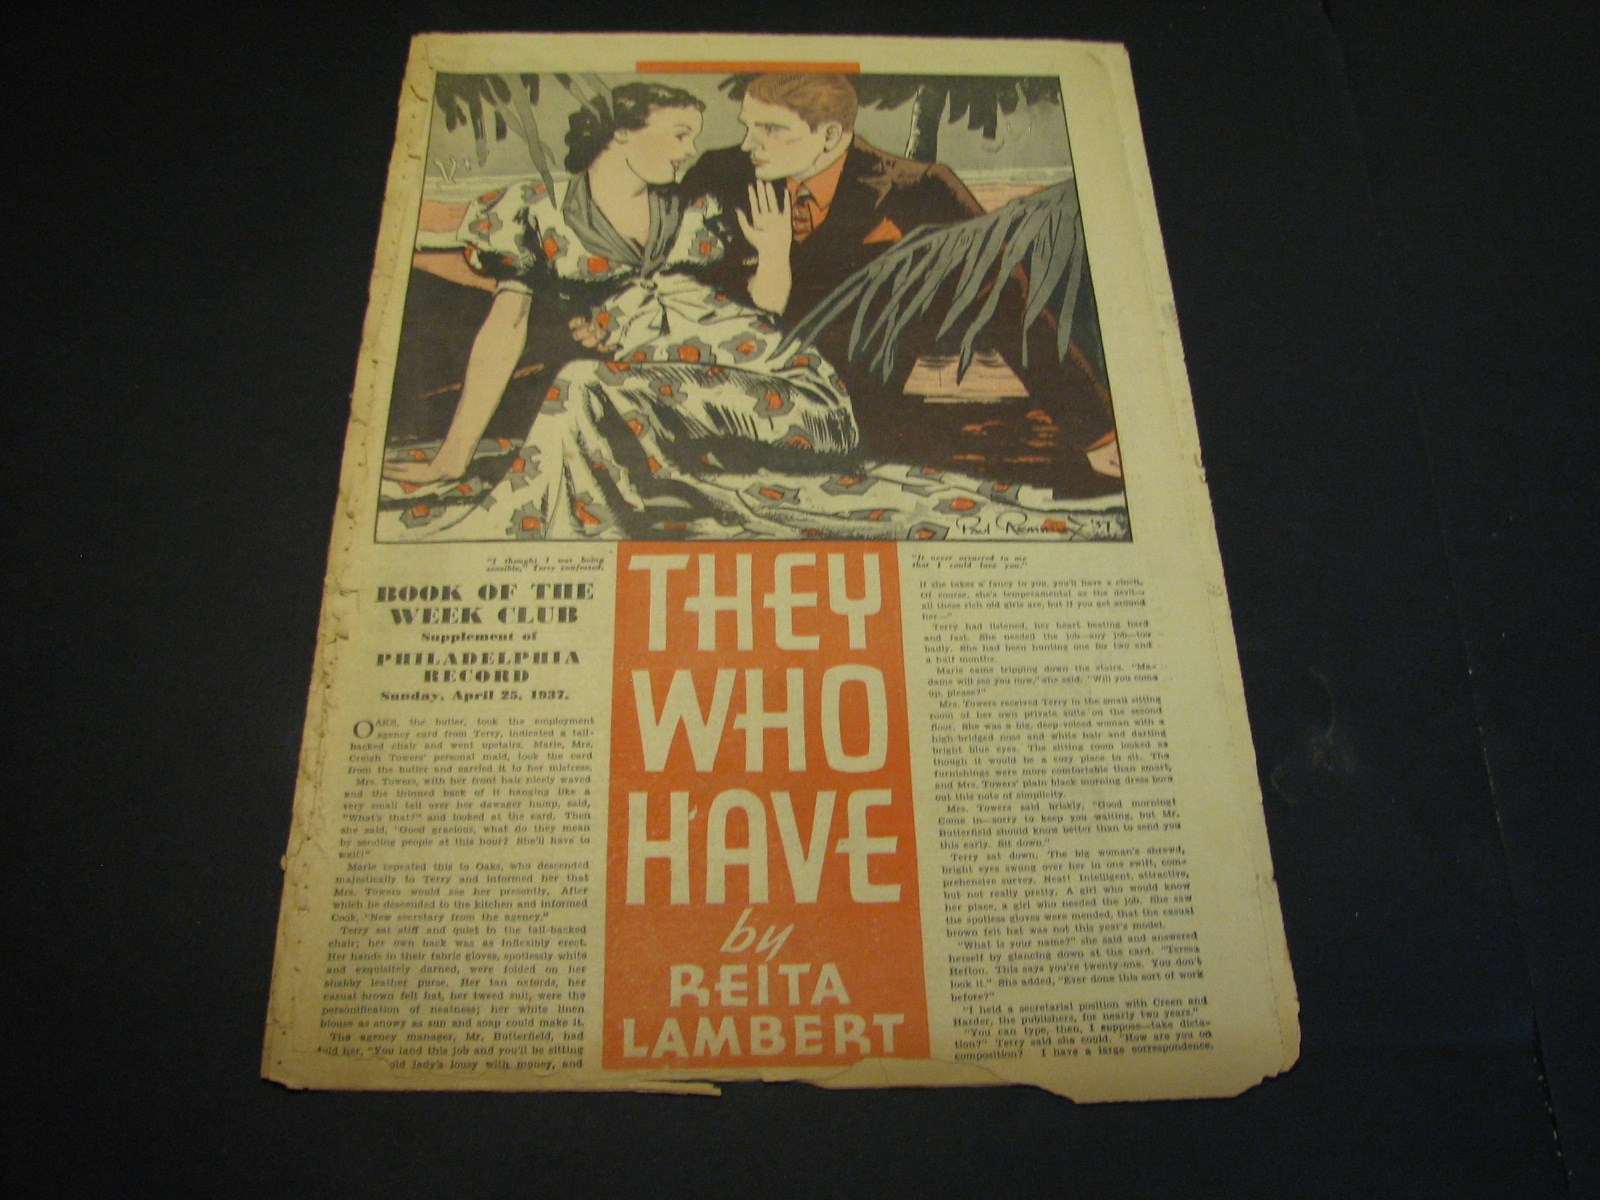 Paul
'37
"I thought I was being
sensible," Terry confessed.
BOOK OF THE
WEEK CLUB
Supplement of
PHILADELPHIA
RECORD
Sunday, April 25, 1937.
OAKS, the butler, took the employment
agency card from Terry, indicated a tall-
backed chair and went upstairs. Marie, Mrs.
Creigh Towers' personal maid, took the card
from the butler and carried it to her mistress.
Mrs. Towers, with her front hair nicely waved
and the thinned back of it hanging like a
very small tail over her dowager hump, said,
"What's that?" and looked at the card. Then
she said, "Good gracious, what do they mean
by sending people at this hour? She'll have to
wait!"
Marie repeated this to Oaks, who descended
majestically to Terry and informed her that
Mrs. Towers would see her presently. After
which he descended to the kitchen and informed
Cook, "New secretary from the agency."
Terry sat stiff and quiet in the tall-backed
chair; her own back was as inflexibly erect.
Her hands in their fabric gloves, spotlessly white
and exquisitely darned, were folded on her
shabby leather purse. Her tan oxfords, her
casual brown felt hat, her tweed suit, were the
personification of neatness; her white linen
blouse as snowy as sun and soap could make it.
The agency manager, Mr. Butterfield, had
told her, "You land this job and you'll be sitting
old lady's lousy with money, and
THEY
WHO
HAVE
by
REITA
LAMBERT
"It never occurred to me
that I could love you."
If she takes a fancy to you, you'll have a cinch.
Of course, she's temperamental as the devil—
all these rich old girls are, but if you get around
her—"
Terry had listened, her heart beating hard
and fast. She needed the job—any job—too
badly. She had been hunting one for two and
a half months.
Marie came tripping down the stairs. "Ma-
dame will see you now," she said. "Will you come
up, please?"
Mrs. Towers received Terry in the small sitting
room of her own private suite on the second
floor. She was a big, deep-voiced woman with a
high-bridged nose and white hair and darting
bright blue eyes. The sitting room looked as
though it would be a cozy place to sit. The
furnishings were more comfortable than smart,
and Mrs. Towers' plain black morning dress bore
out this note of simplicity.
Mrs. Towers said briskly, "Good morning!
Come in—sorry to keep you waiting, but Mr.
Butterfield should know better than to send you
this early. Sit down."
Terry sat down. The big woman's shrewd,
bright eyes swung over her in one swift, com-
prehensive survey. Neat! Intelligent, attractive,
but not really pretty. A girl who would know
her place, a girl who needed the job. She saw
the spotless gloves were mended, that the casual
brown felt hat was not this year's model.
"What is your name?" she said and answered
herself by glancing down at the card. "Teresa
Hefton. This says you're twenty-one. You don't
look it." She added, "Ever done this sort of work
before?"
"I held a secretarial position with Creen and
Harder, the publishers, for nearly two years."
"You can type, then, I suppose—take dicta-
tion?" Terry said she could. "How are you on
composition? I have a large correspondence,